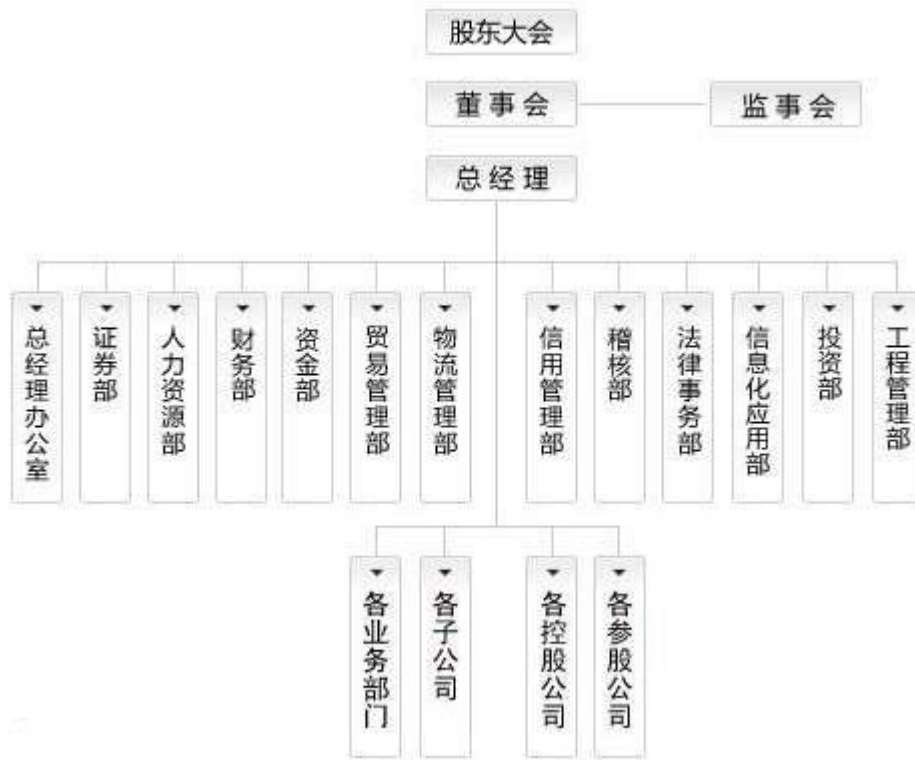 股东大会
董事会
监事会
总经理
总经理办公室
证券部
人力资源部
财务部
资金部
贸易管理部
物流管理部
信用管理部
稽核部
法律事务部
信息化应用部
投资部
工程管理部
各业务部门
各子公司
各控股公司
各参股公司